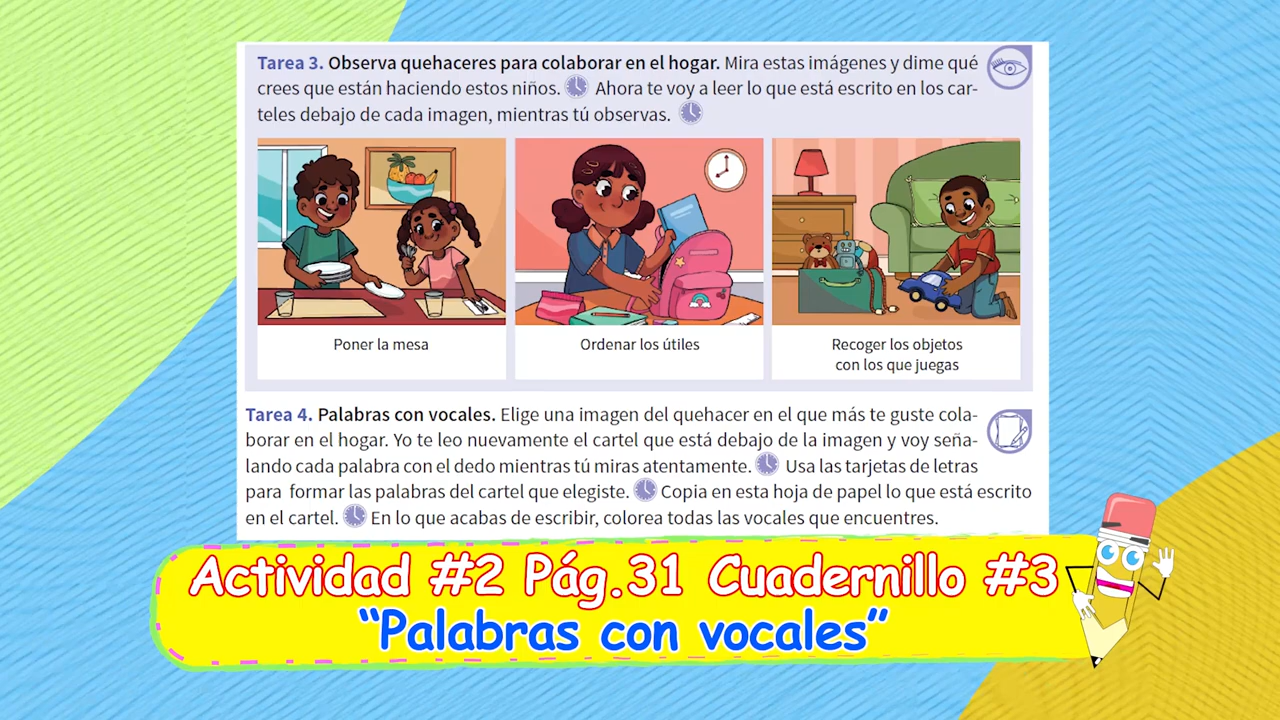 Tarea 3. Observa quehaceres para colaborar en el hogar. Mira estas imágenes y dime qué
crees que están haciendo estos niños. Ahora te voy a leer lo que está escrito en los car-
teles debajo de cada imagen, mientras tú observas.
Poner la mesa
Ordenar los útiles
Recoger los objetos
con los que juegas
Tarea 4. Palabras con vocales. Elige una imagen del quehacer en el que más te guste cola-
borar en el hogar. Yo te leo nuevamente el cartel que está debajo de la imagen y voy seña-
lando cada palabra con el dedo mientras tú miras atentamente. Usa las tarjetas de letras
para formar las palabras del cartel que elegiste. Copia en esta hoja de papel lo que está escrito
en el cartel. En lo que acabas de escribir, colorea todas las vocales que encuentres.
Actividad #2 Pág.31 Cuadernillo #3
“Palabras con vocales”